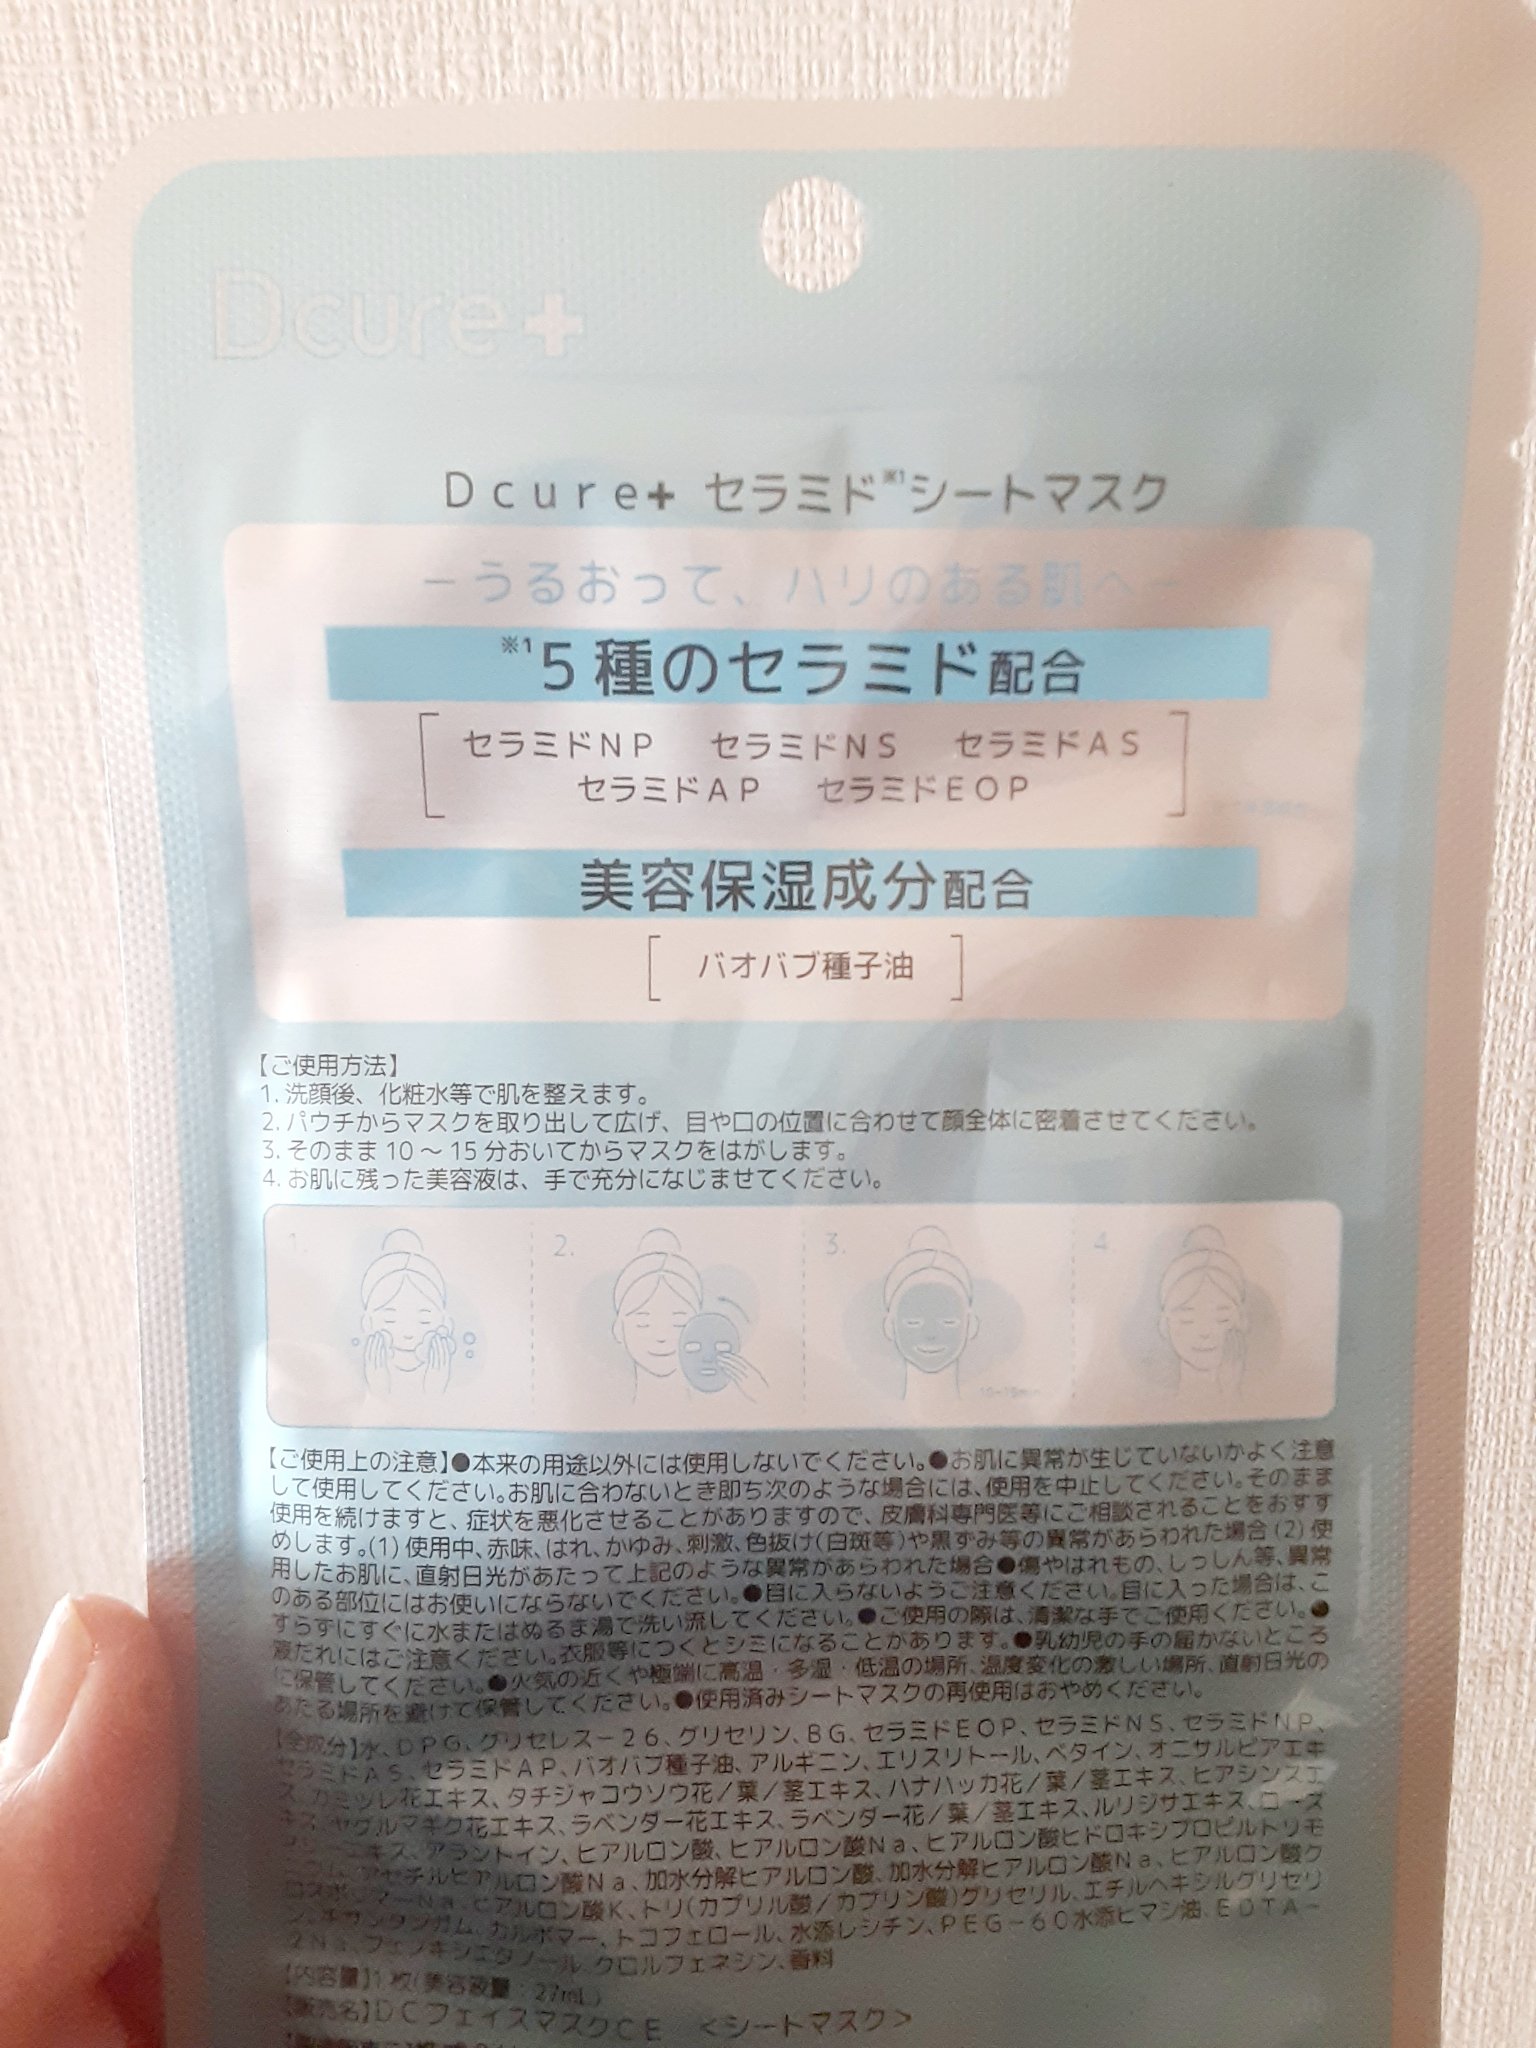 Dcure+
Dcure+ セラミド※1シートマスク
ーうるおって、ハリのある肌へー
※1 5種のセラミド配合
セラミドNP セラミドNS セラミドAS
セラミドAP セラミドEOP
美容保湿成分配合
バオバブ種子油
【ご使用方法】
1. 洗顔後、化粧水等で肌を整えます。
2. パウチからマスクを取り出して広げ、目や口の位置に合わせて顔全体に密着させてください。
3. そのまま10～15分おいてからマスクをはがします。
4. お肌に残った美容液は、手で充分になじませてください。
1. 2. 3. 4
10~15min
【ご使用上の注意】●本来の用途以外には使用しないでください。●お肌に異常が生じていないかよく注意
して使用してください。お肌に合わないとき即ち次のような場合には、使用を中止してください。そのまま
使用を続けますと、症状を悪化させることがありますので、皮膚科専門医等にご相談されることをおすす
めします。(1) 使用中、赤味、はれ、かゆみ、刺激、色抜け(白斑等)や黒ずみ等の異常があらわれた場合 (2) 使
用したお肌に、直射日光があたって上記のような異常があらわれた場合●傷やはれもの、しっしん等、異常
のある部位にはお使いにならないでください。●目に入らないようご注意ください。目に入った場合は、こ
すらずにすぐに水またはぬるま湯で洗い流してください。●ご使用の際は、清潔な手でご使用ください。●
液だれにはご注意ください。衣服等につくとシミになることがあります。●乳幼児の手の届かないところ
に保管してください。●火気の近くや極端に高温・多湿・低温の場所、温度変化の激しい場所、直射日光の
あたる場所を避けて保管してください。●使用済みシートマスクの再使用はおやめください。
【全成分】水、DPG、グリセレス－26、グリセリン、BG、セラミドEOP、セラミドNS、セラミドNP、
セラミドAS、セラミドAP、バオバブ種子油、アルギニン、エリスリトール、ベタイン、オニサルビアエキ
ス、カミツレ花エキス、タチジャコウソウ花／葉／茎エキス、ハナハッカ花／葉／茎エキス、ヒアシンスエ
キス、ヤグルマギク花エキス、ラベンダー花エキス、ラベンダー花／葉／茎エキス、ルリジサエキス、ローズ
キス、アラントイン、ヒアルロン酸、ヒアルロン酸Na、ヒアルロン酸ヒドロキシプロピルトリモ
アセチルヒアルロン酸Na、加水分解ヒアルロン酸、加水分解ヒアルロン酸Na、ヒアルロン酸ク
ロスポリマーNa、ヒアルロン酸K、トリ(カプリル酸／カプリン酸)グリセリル、エチルヘキシルグリセリ
ン、キサンタンガム、カルボマー、トコフェロール、水添レシチン、PEG－60水添ヒマシ油、EDTA－
2Na、フェノキシエタノール、クロルフェネシン、香料
【内容量】1枚(美容液量：27mL)
【販売名】DCフェイスマスクCE <シートマスク>